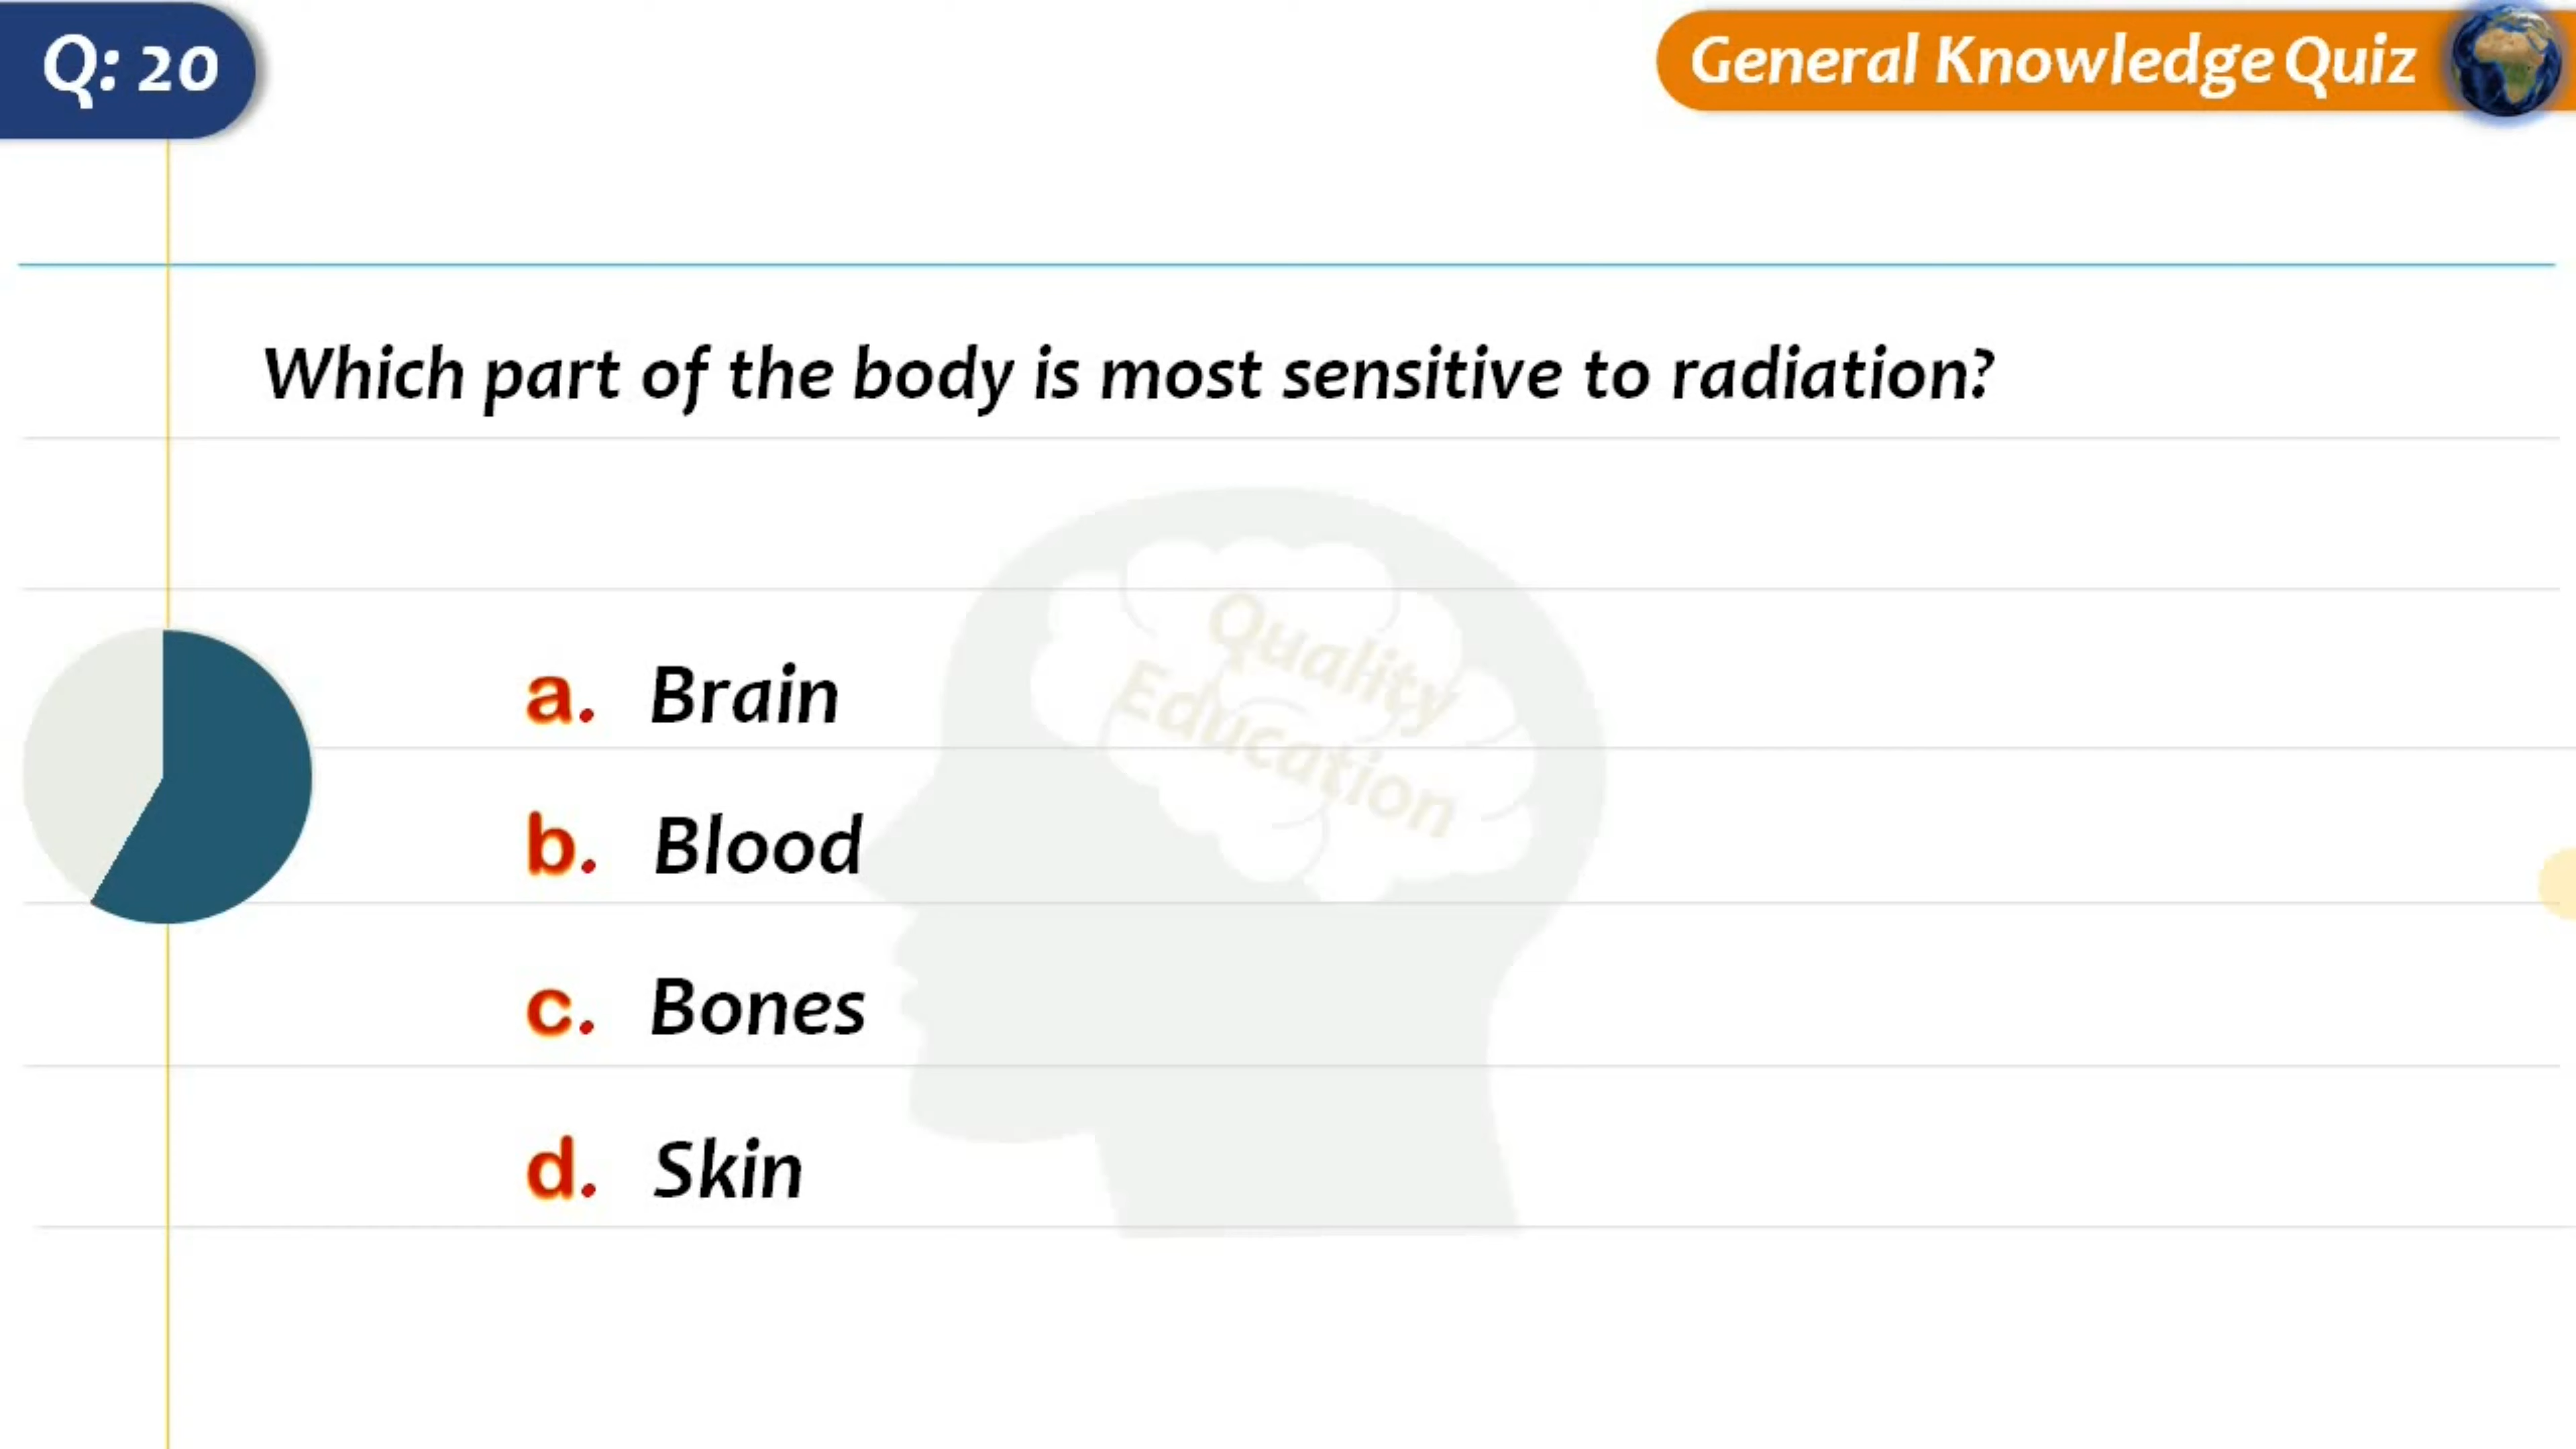 Q: 20
General Knowledge Quiz
Which part of the body is most sensitive to radiation?
Quality
Education
a. Brain
b. Blood
c. Bones
d. Skin